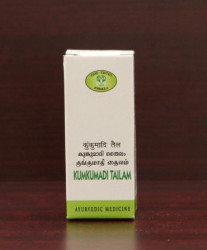 कुंकुमादि तैल
കുങ്കുമാദി തൈലം
குங்குமாதி தைலம்
KUMKUMADI TAILAM
AYURVEDIC MEDICINE